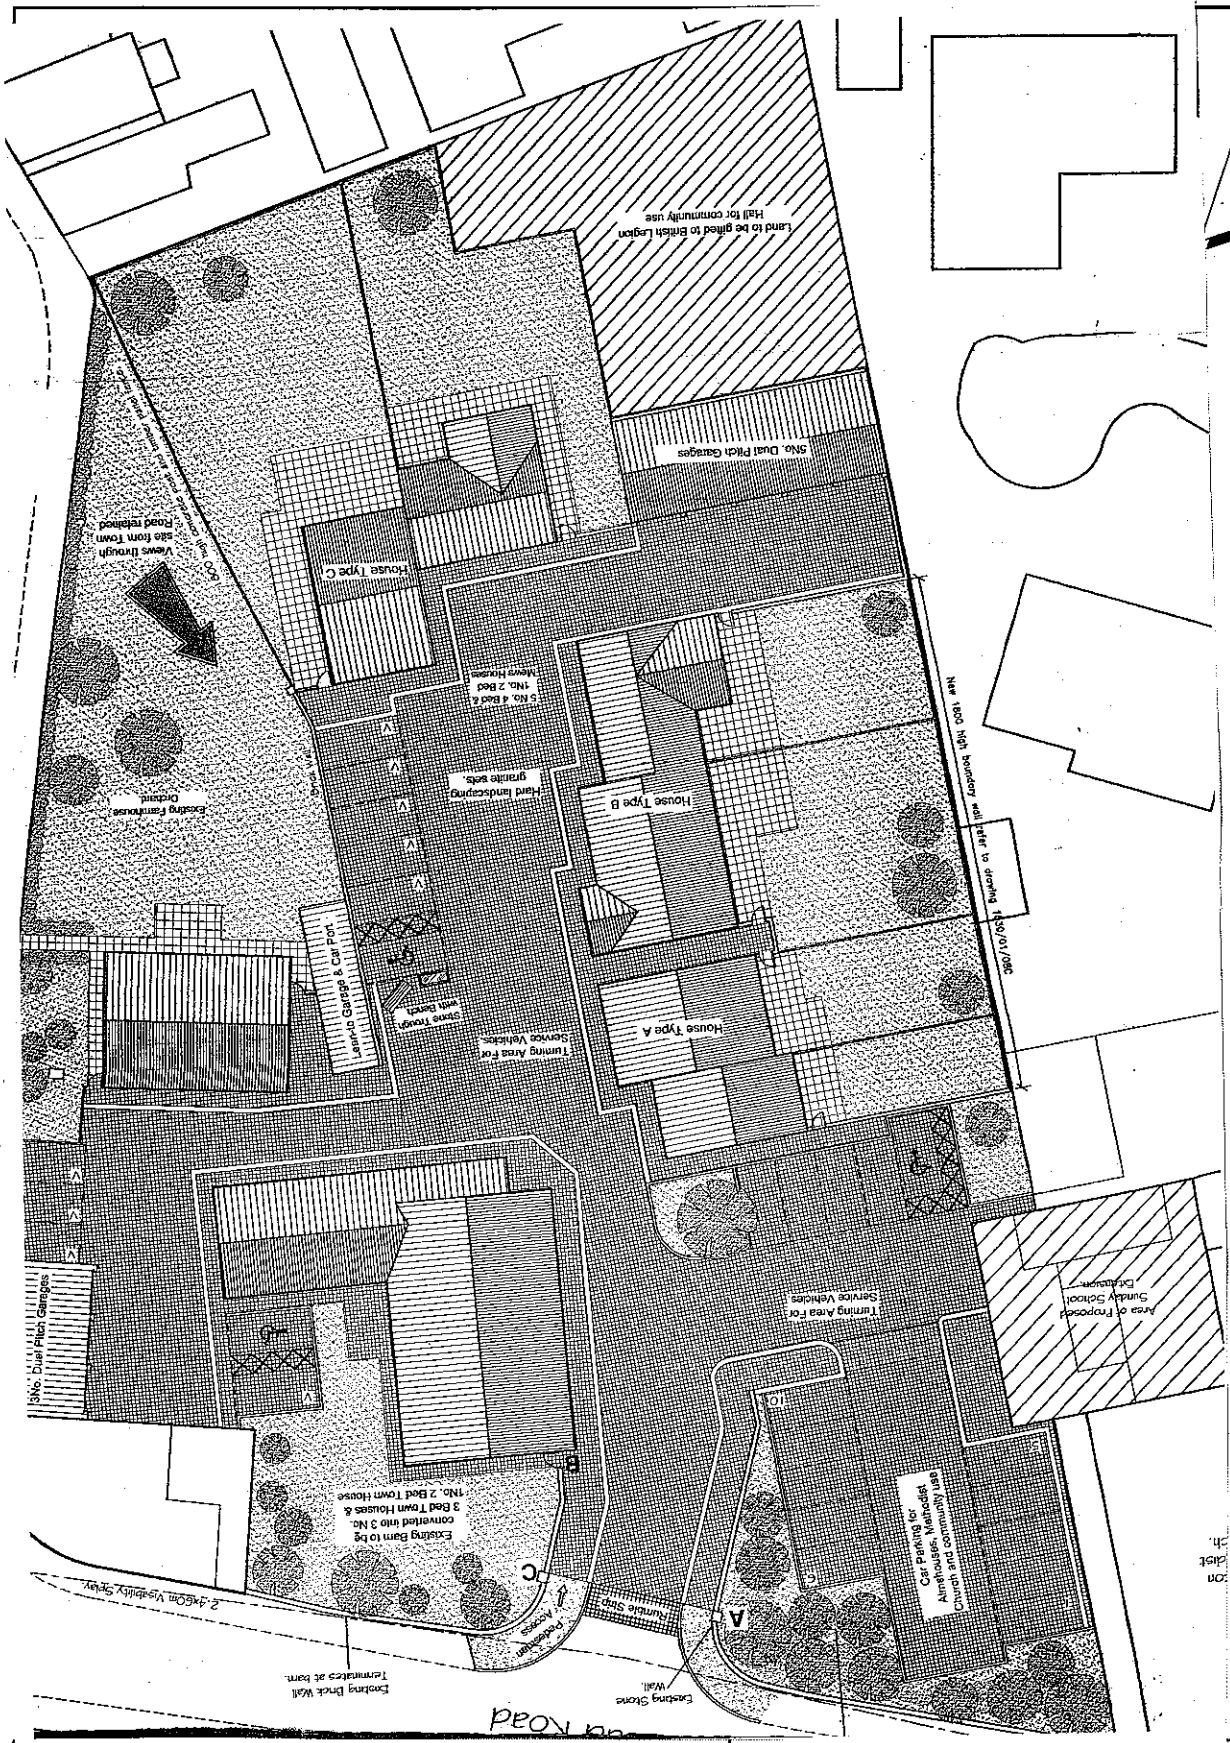 Land to be gifted to British Legion
Hall for community use
5No. Dual Pitch Garages
Views through
site from Town
Road retained
House Type C
5 No. 4 Bed &
1No. 2 Bed
Mews Houses
Hard landscaping
granite sets.
House Type B
Existing Farmhouse
Orchard
Brick Wall
New 1800 high boundary wall refer to drawing
Lean-to Garage & Car Port
Stone Trough
with Bench
Turning Area For
Service Vehicles
House Type A
3No. Dual Pitch Garages
Turning Area For
Service Vehicles
Area of Proposed
Sunday School
Extension.
Existing Barn to be
converted into 3 No.
3 Bed Town Houses &
1No. 2 Bed Town House
Car Parking for
Almshouses, Methodist
Church and community use
10
B
C
A
Pedestrian
Access
Rumble Strip
2.4x60m Visibility Splay
Existing Brick Wall
Terminates at barn.
Existing Stone
Wall.
Road